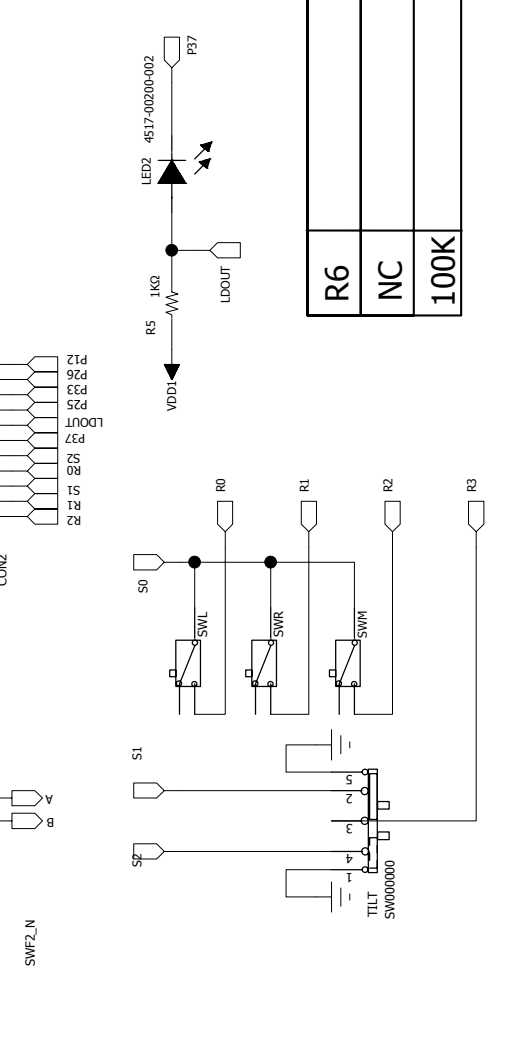 P37
4517-00200-002
LED2
LDOUT
1KΩ
R5
VDD1
R6
NC
100K
P12
P26
P33
P25
LDOUT
P37
S2
R0
S1
R1
R2
CON2
R0
R1
R2
R3
S0
SWL
SWR
SWM
S1
S2
5
2
3
4
1
TILT
SW000000
A
B
SWF2_N